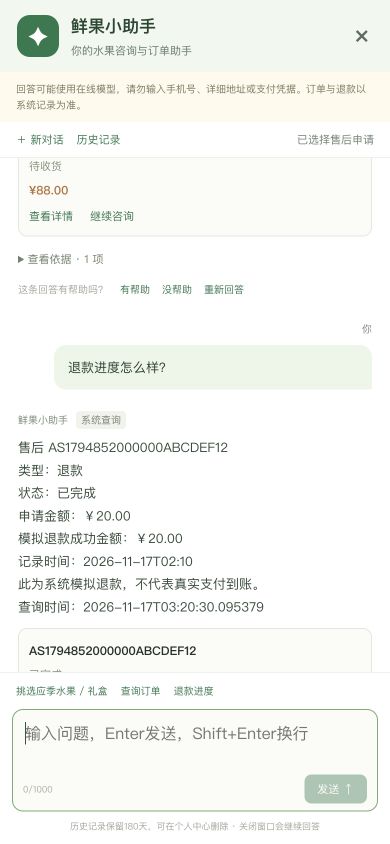 鲜果小助手
你的水果咨询与订单助手
回答可能使用在线模型，请勿输入手机号、详细地址或支付凭据。订单与退款以
系统记录为准。
+ 新对话 历史记录 已选择售后申请
待收货
¥88.00
查看详情 继续咨询
▶ 查看依据 · 1 项
这条回答有帮助吗？ 有帮助 没帮助 重新回答
你
退款进度怎么样？
鲜果小助手 系统查询
售后 AS1794852000000ABCDEF12
类型：退款
状态：已完成
申请金额：￥20.00
模拟退款成功金额：￥20.00
记录时间：2026-11-17T02:10
此为系统模拟退款，不代表真实支付到账。
查询时间：2026-11-17T03:20:30.095379
AS1794852000000ABCDEF12
已完成
挑选应季水果 / 礼盒 查询订单 退款进度
输入问题，Enter发送，Shift+Enter换行
0/1000 发送 ↑
历史记录保留180天，可在个人中心删除 · 关闭窗口会继续回答